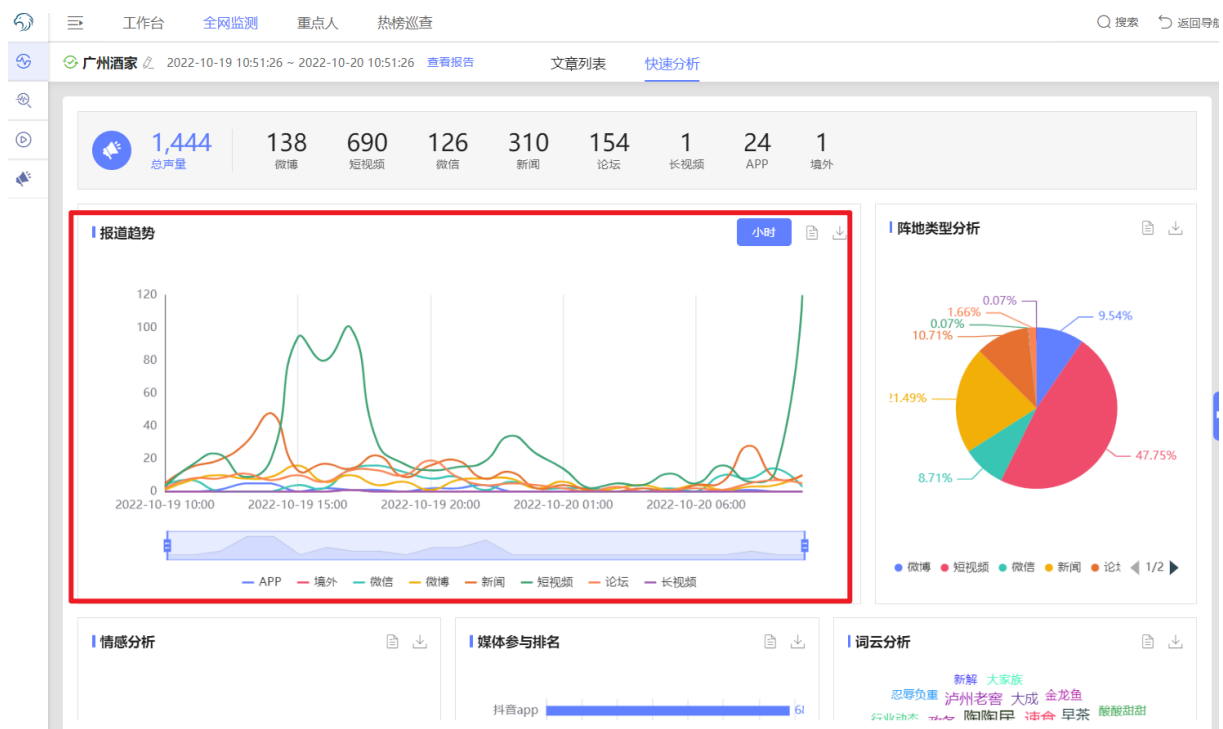 工作台 全网监测 重点人 热榜巡查 搜索 返回导航
广州酒家 2022-10-19 10:51:26 ~ 2022-10-20 10:51:26 查看报告 文章列表 快速分析
1,444 138 690 126 310 154 1 24 1
总声量 微博 短视频 微信 新闻 论坛 长视频 APP 境外
报道趋势 小时
120
100
80
60
40
20
0
2022-10-19 10:00 2022-10-19 15:00 2022-10-19 20:00 2022-10-20 01:00 2022-10-20 06:00
APP 境外 微信 微博 新闻 短视频 论坛 长视频
阵地类型分析
0.07%
1.66%
0.07%
10.71%
9.54%
21.49%
47.75%
8.71%
微博 短视频 微信 新闻 1/2
情感分析
媒体参与排名
抖音app
词云分析
新解 大家族
忍辱负重 泸州老窖 大成 金龙鱼
行业动态 陶陶居 速食 早茶 酸酸甜甜